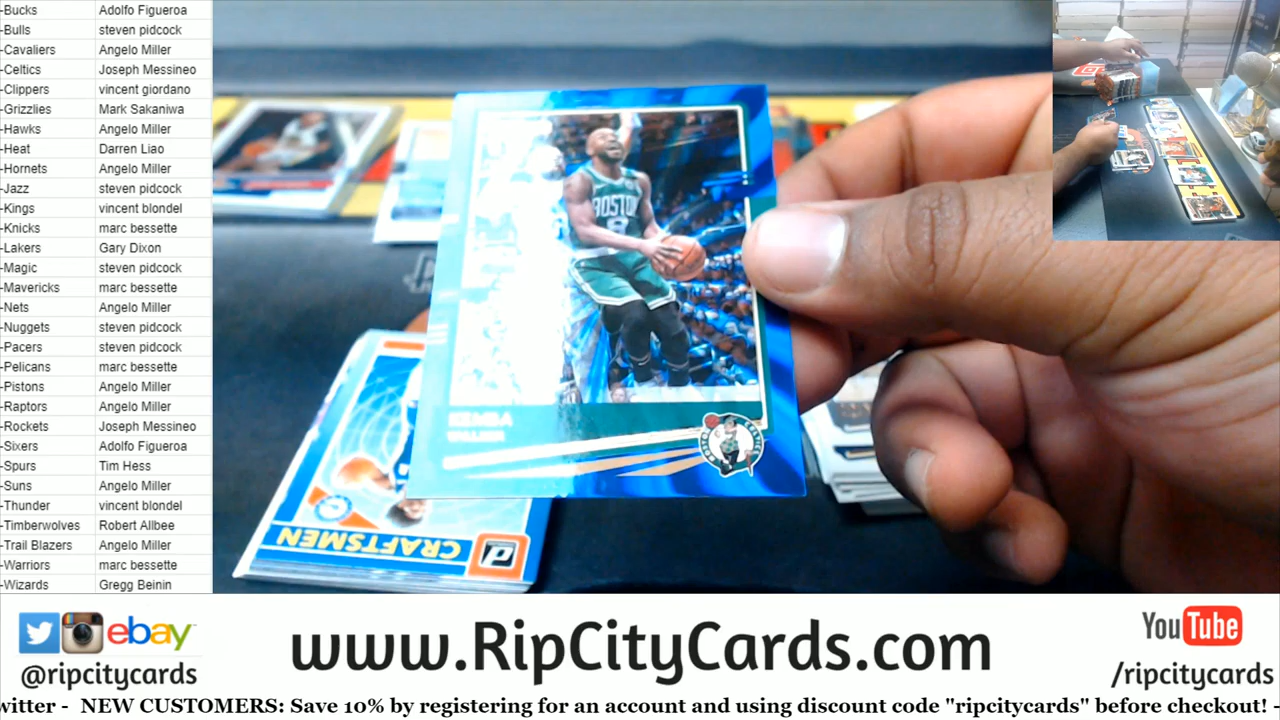 -Bucks Adolfo Figueroa
-Bulls steven pidcock
-Cavaliers Angelo Miller
-Celtics Joseph Messineo
-Clippers vincent giordano
-Grizzlies Mark Sakaniwa
-Hawks Angelo Miller
-Heat Darren Liao
-Hornets Angelo Miller
-Jazz steven pidcock
-Kings vincent blondel
-Knicks marc bessette
-Lakers Gary Dixon
-Magic steven pidcock
-Mavericks marc bessette
-Nets Angelo Miller
-Nuggets steven pidcock
-Pacers steven pidcock
-Pelicans marc bessette
-Pistons Angelo Miller
-Raptors Angelo Miller
-Rockets Joseph Messineo
-Sixers Adolfo Figueroa
-Spurs Tim Hess
-Suns Angelo Miller
-Thunder vincent blondel
-Timberwolves Robert Allbee
-Trail Blazers Angelo Miller
-Warriors marc bessette
-Wizards Gregg Beinin
BOSTON
8
KEMBA
WALKER
CRAFTSMEN
ebay
@ripcitycards
www.RipCityCards.com
YouTube
/ripcitycards
witter - NEW CUSTOMERS: Save 10% by registering for an account and using discount code "ripcitycards" before checkout! -